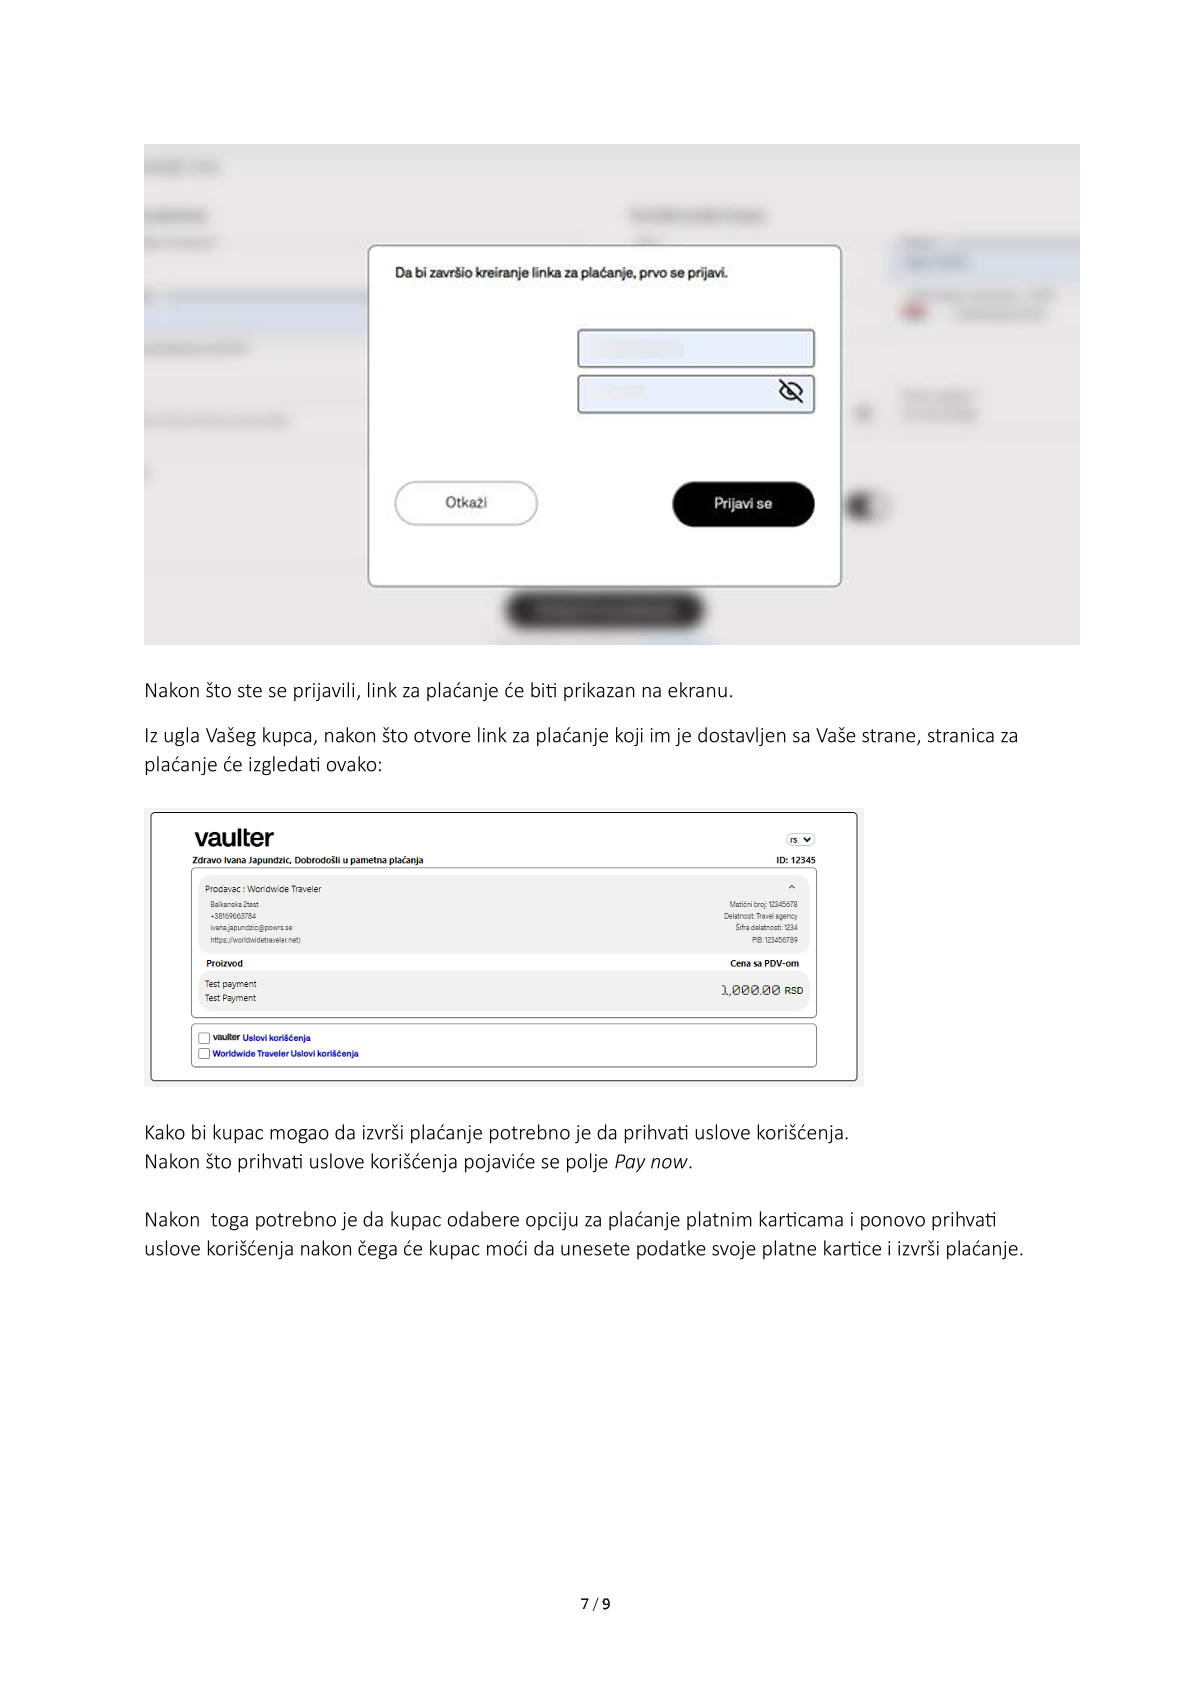 Da bi završio kreiranje linka za plaćanje, prvo se prijavi.
Otkaži
Prijavi se
Nakon što ste se prijavili, link za plaćanje će biti prikazan na ekranu.
Iz ugla Vašeg kupca, nakon što otvore link za plaćanje koji im je dostavljen sa Vaše strane, stranica za
plaćanje će izgledati ovako:
vaulter
rs
Zdravo Ivana Japundzic, Dobrodošli u pametna plaćanja
ID: 12345
Prodavac : Worldwide Traveler
Balkanska 2test
Matični broj: 12345678
+38169663784
Delatnost: Travel agency
ivana.japundzic@powrs.se
Šifra delatnosti: 1234
https://worldwidetraveler.net)
PIB: 123456789
Proizvod
Cena sa PDV-om
Test payment
Test Payment
1,000.00 RSD
vaulter Uslovi korišćenja
Worldwide Traveler Uslovi korišćenja
Kako bi kupac mogao da izvrši plaćanje potrebno je da prihvati uslove korišćenja.
Nakon što prihvati uslove korišćenja pojaviće se polje Pay now.
Nakon  toga potrebno je da kupac odabere opciju za plaćanje platnim karticama i ponovo prihvati
uslove korišćenja nakon čega će kupac moći da unesete podatke svoje platne kartice i izvrši plaćanje.
7 / 9